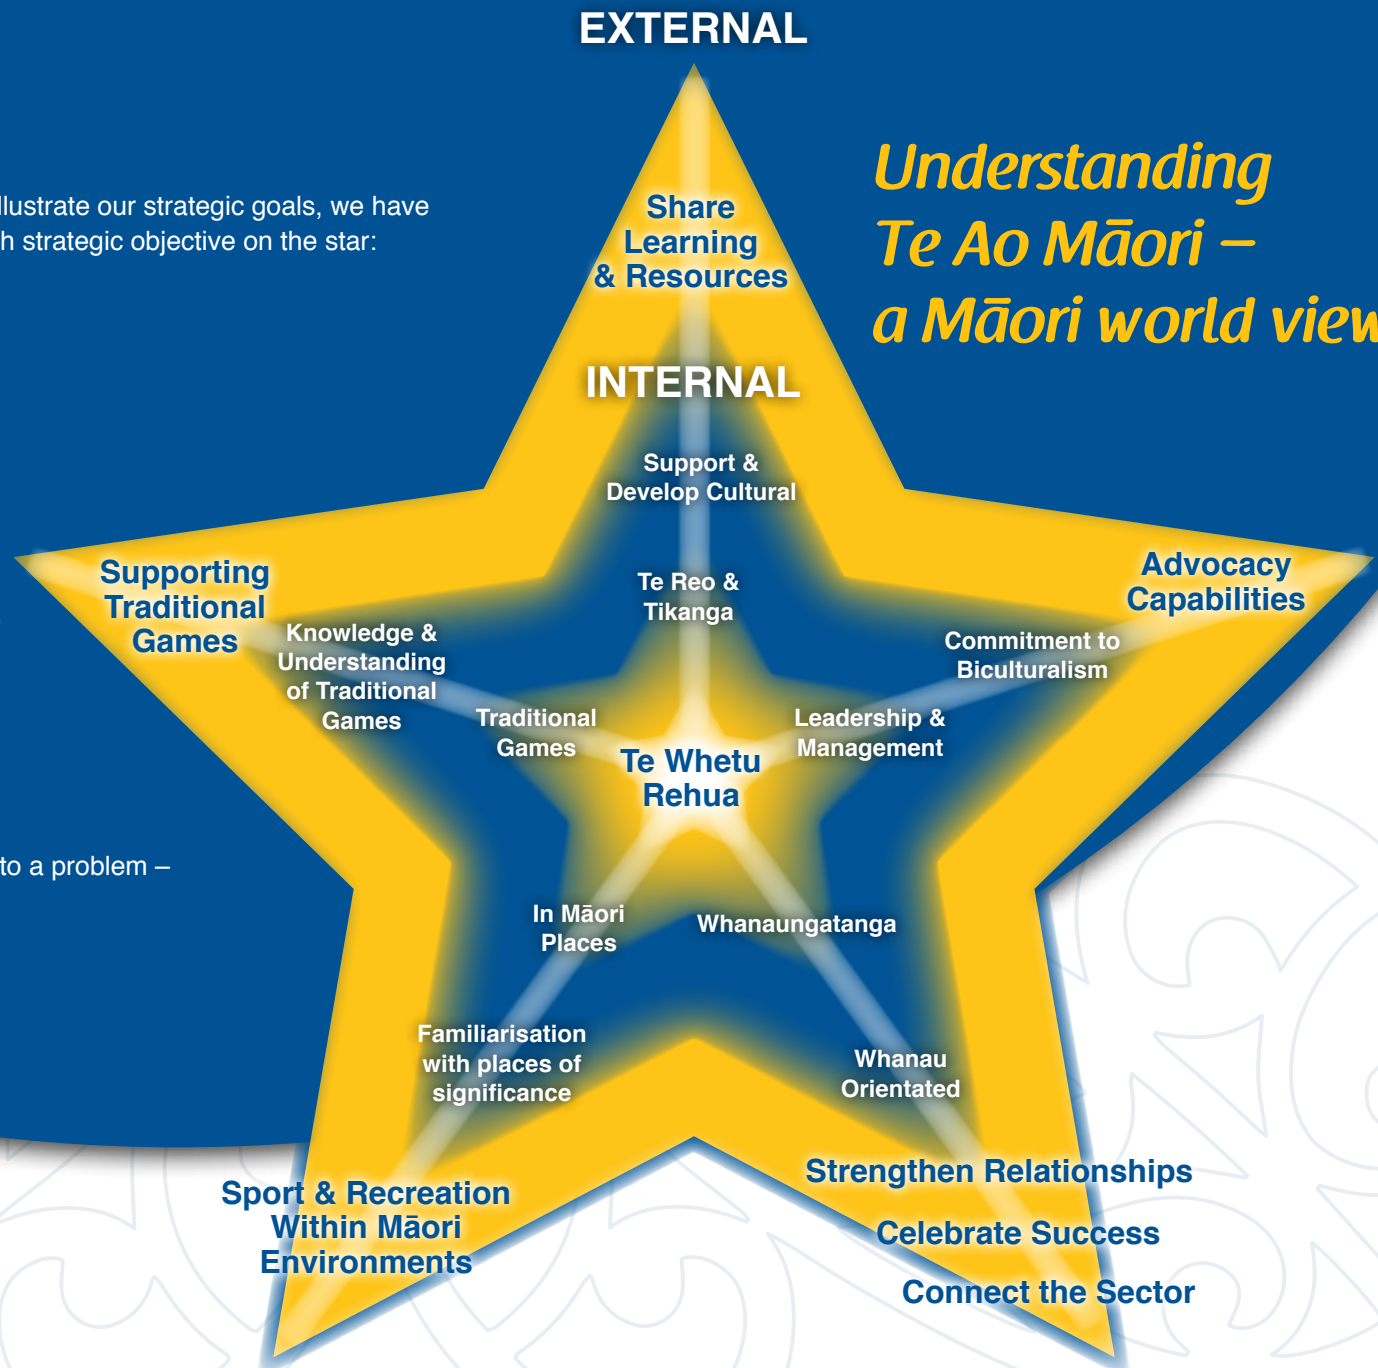 EXTERNAL
llustrate our strategic goals, we have
h strategic objective on the star:
Understanding
Te Ao Māori –
a Māori world view
Share
Learning
& Resources
INTERNAL
Support &
Develop Cultural
Te Reo &
Tikanga
Supporting
Traditional
Games
Knowledge &
Understanding
of Traditional
Games
Traditional
Games
Advocacy
Capabilities
Commitment to
Biculturalism
Leadership &
Management
Te Whetu
Rehua
to a problem –
In Māori
Places
Whanaungatanga
Familiarisation
with places of
significance
Whanau
Orientated
Sport & Recreation
Within Māori
Environments
Strengthen Relationships
Celebrate Success
Connect the Sector